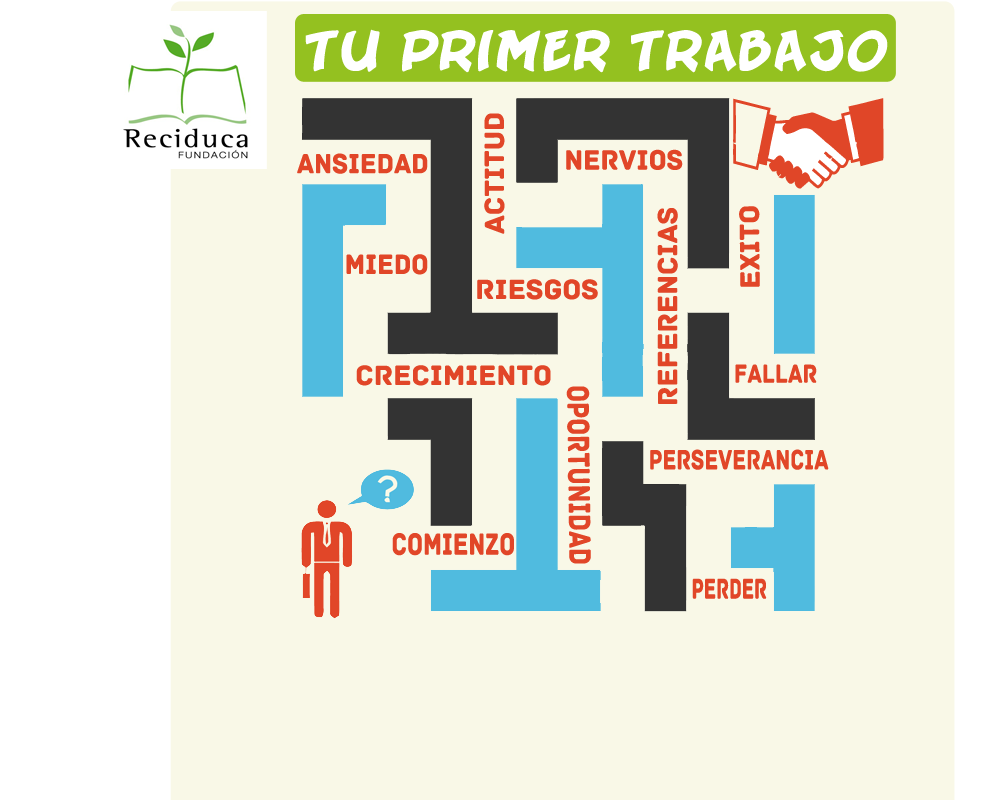 TU PRIMER TRABAJO
Reciduca
FUNDACIÓN
ACTITUD
ANSIEDAD
NERVIOS
EXITO
REFERENCIAS
MIEDO
RIESGOS
CRECIMIENTO
FALLAR
OPORTUNIDAD
PERSEVERANCIA
?
COMIENZO
PERDER